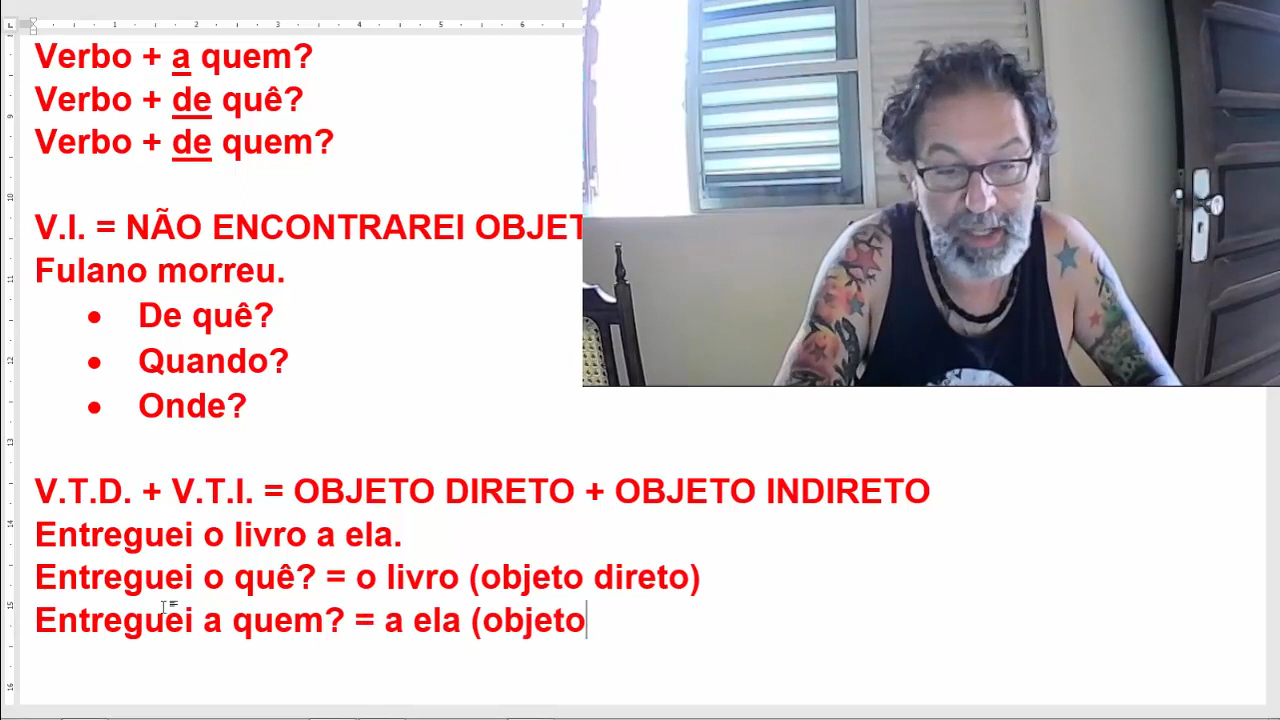 Verbo + a quem?
Verbo + de quê?
Verbo + de quem?
V.I. = NÃO ENCONTRAREI
Fulano morreu.
• De quê?
• Quando?
• Onde?
V.T.D. + V.T.I. = OBJETO DIRETO + OBJETO INDIRETO
Entreguei o livro a ela.
Entreguei o quê? = o livro (objeto direto)
Entreguei a quem? = a ela (objeto